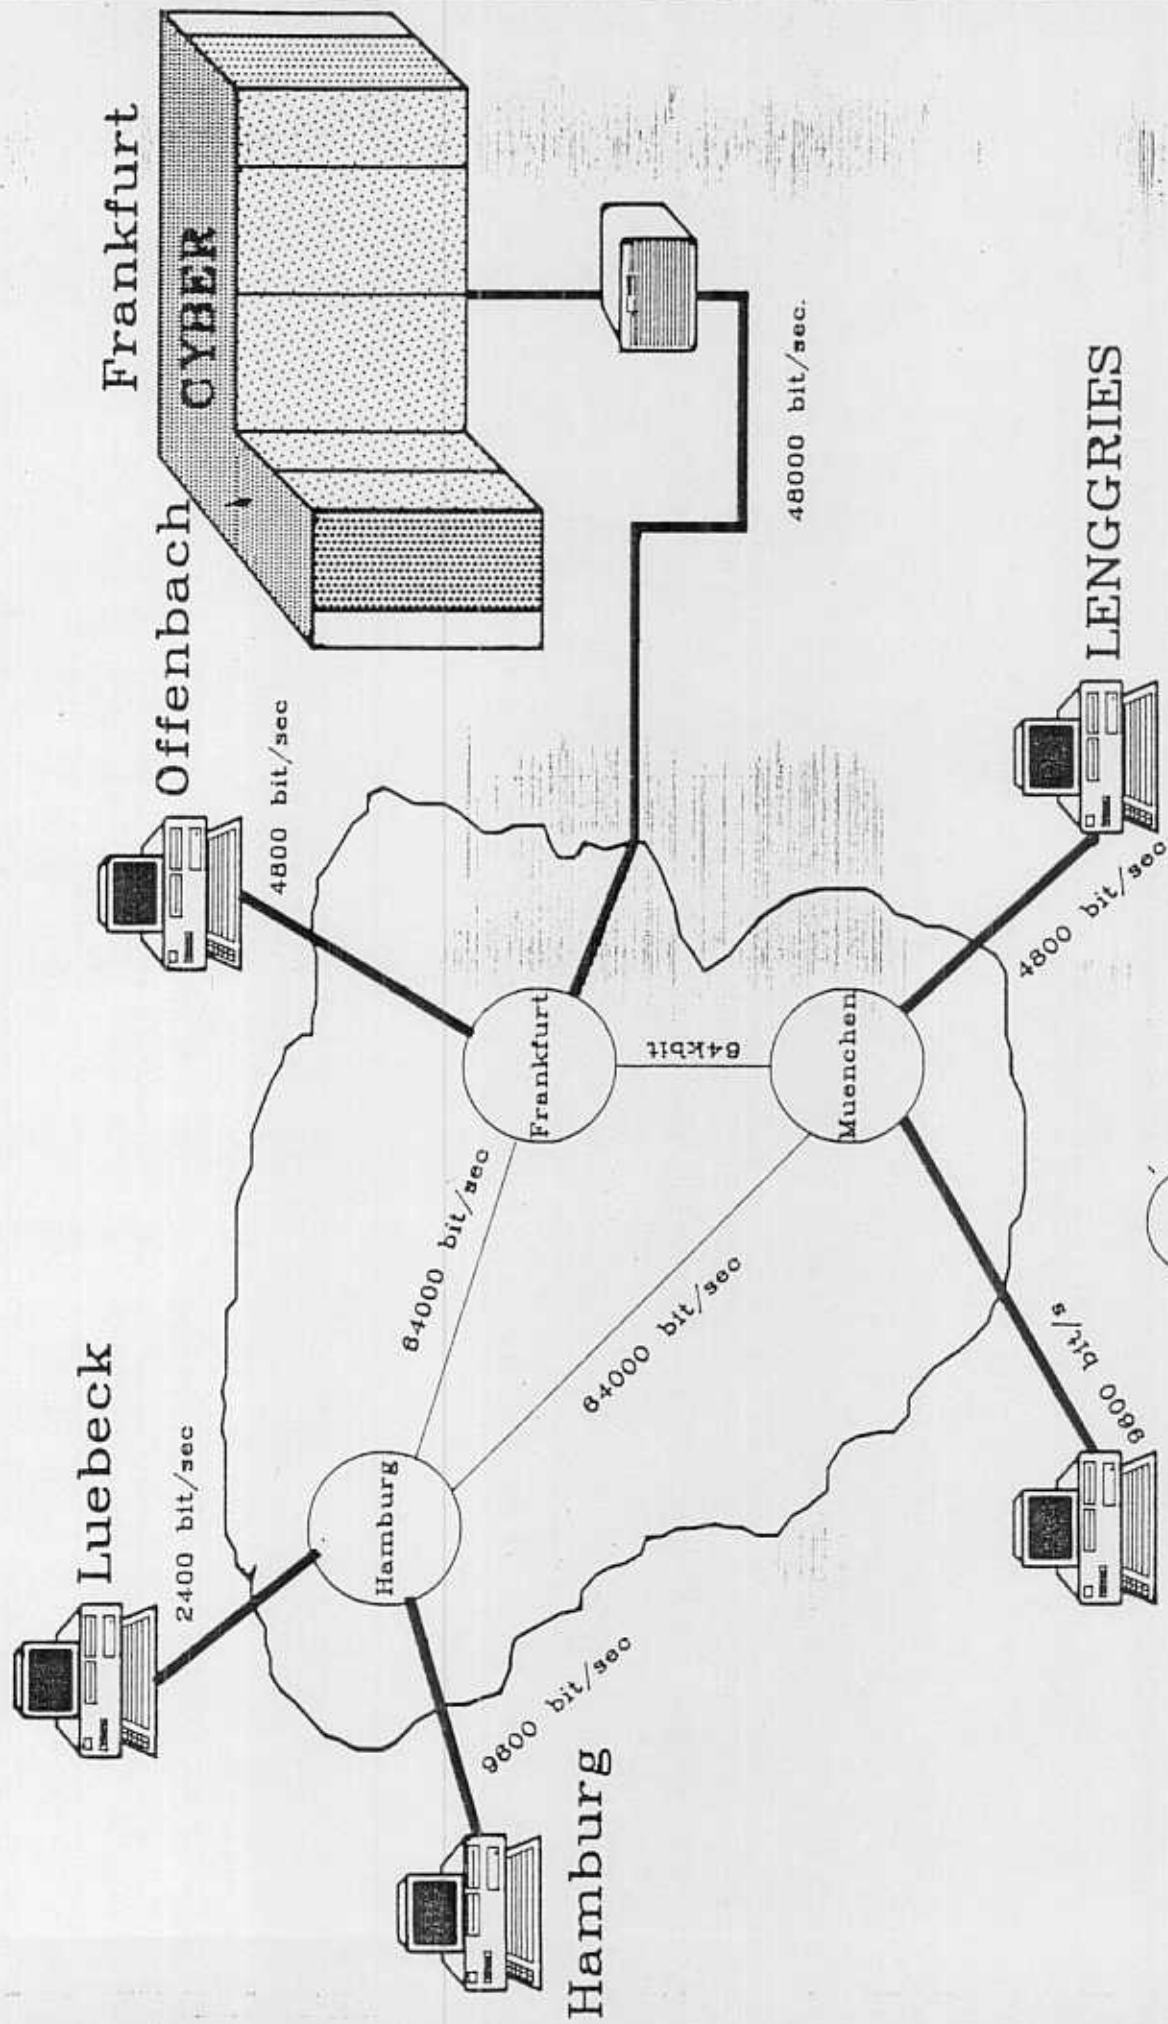 Frankfurt
CYBER
Offenbach
4800 bit/sec
48000 bit/sec.
Luebeck
2400 bit/sec
Hamburg
64000 bit/sec
Frankfurt
64kbit
64000 bit/sec
Muenchen
LENGGRIES
4800 bit/sec
9600 bit/sec
Hamburg
9600 bit/s